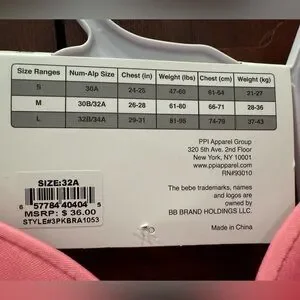 Size Ranges Num-Alp Size Chest (in) Weight (lbs) Chest (cm) Weight (kg)
S 30A 24-25 47-60 61-64 21-27
M 30B/32A 26-28 61-80 66-71 28-36
L 32B/34A 29-31 81-95 74-79 37-43
PPI Apparel Group
320 5th Ave. 2nd Floor
New York, NY 10001
www.ppiapparel.com
RN#93010
The bebe trademarks, names
and logos are
owned by
BB BRAND HOLDINGS LLC.
Made in China
SIZE:32A
6 57784 40404 5
MSRP: $ 36.00
STYLE#3PKBRA1053